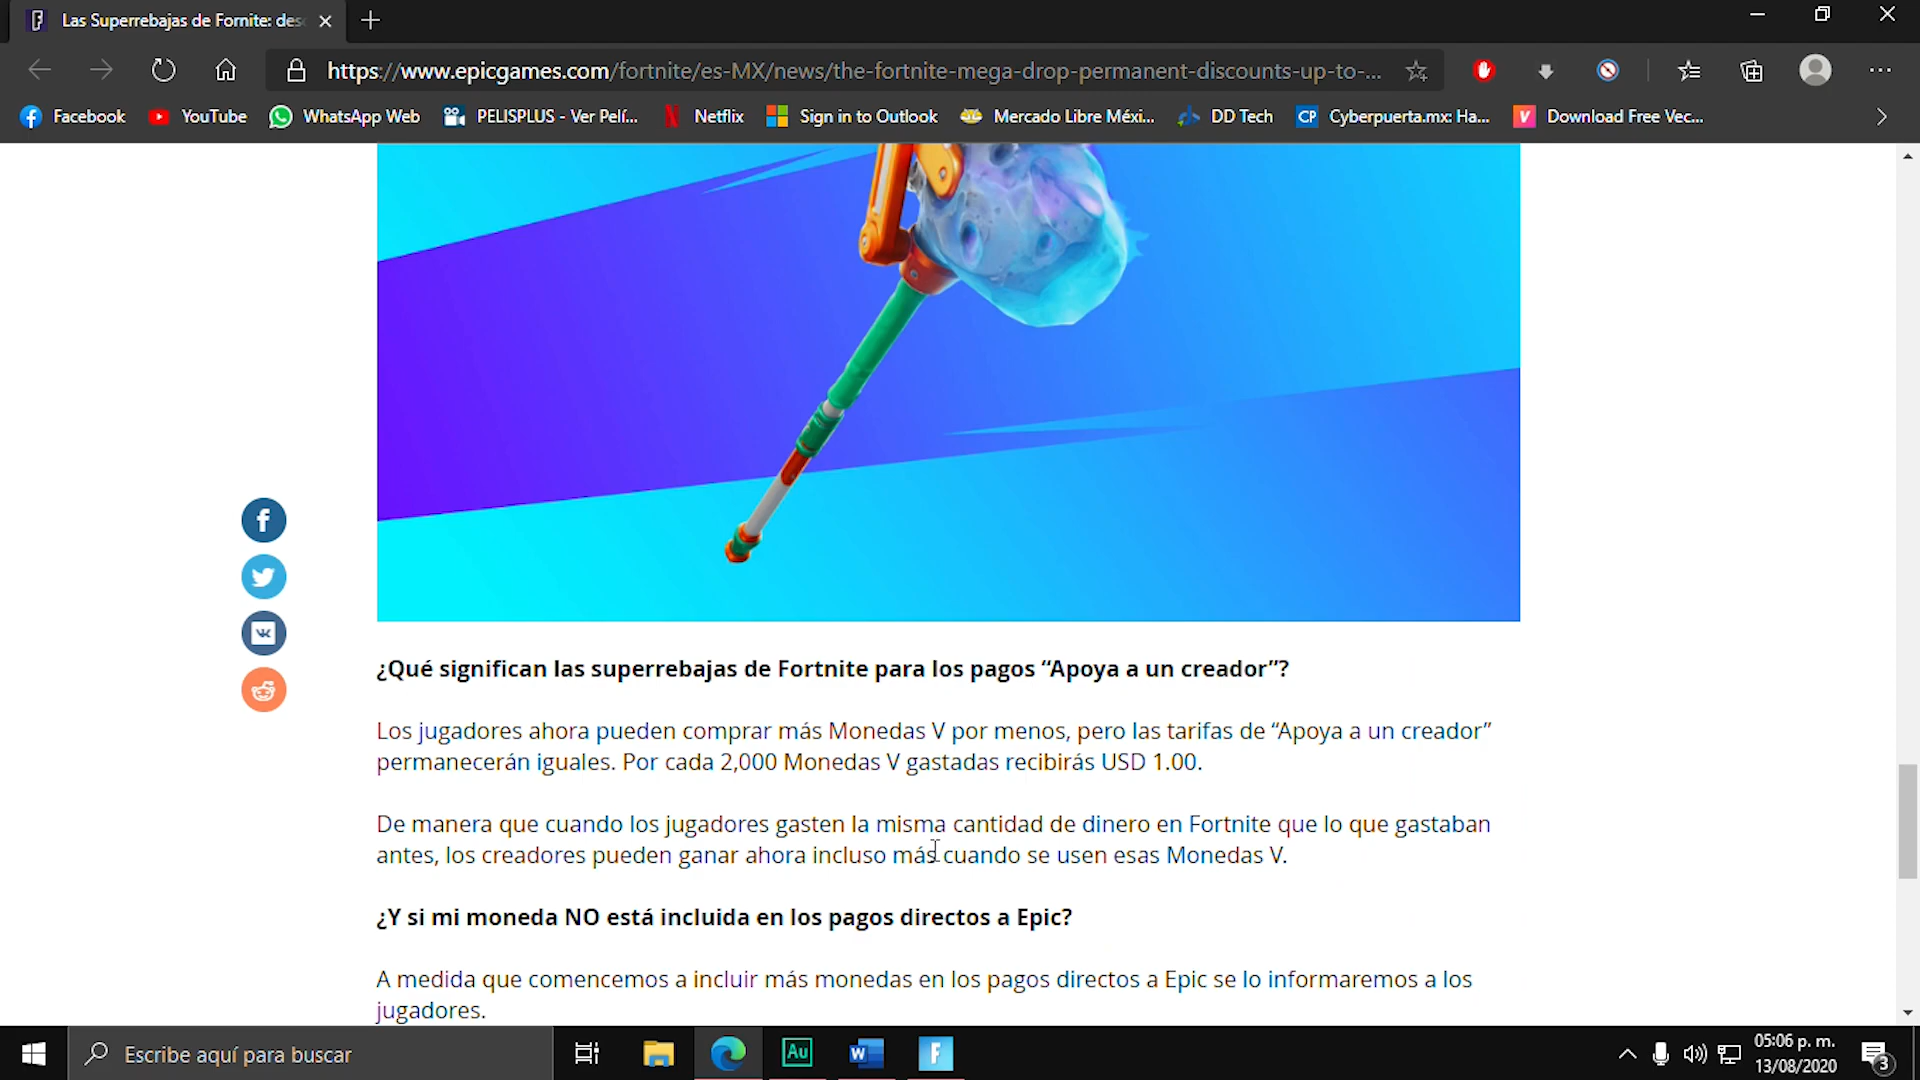 Las Superrebajas de Fornite: des
https://www.epicgames.com/fortnite/es-MX/news/the-fortnite-mega-drop-permanent-discounts-up-to-...
Facebook YouTube WhatsApp Web PELISPLUS - Ver Pelí... Netflix Sign in to Outlook Mercado Libre Méxi... DD Tech CP Cyberpuerta.mx: Ha... V Download Free Vec...
¿Qué significan las superrebajas de Fortnite para los pagos “Apoya a un creador”?
Los jugadores ahora pueden comprar más Monedas V por menos, pero las tarifas de “Apoya a un creador”
permanecerán iguales. Por cada 2,000 Monedas V gastadas recibirás USD 1.00.
De manera que cuando los jugadores gasten la misma cantidad de dinero en Fortnite que lo que gastaban
antes, los creadores pueden ganar ahora incluso más cuando se usen esas Monedas V.
¿Y si mi moneda NO está incluida en los pagos directos a Epic?
A medida que comencemos a incluir más monedas en los pagos directos a Epic se lo informaremos a los
jugadores.
Escribe aquí para buscar
Au
W
F
05:06 p. m.
13/08/2020
3